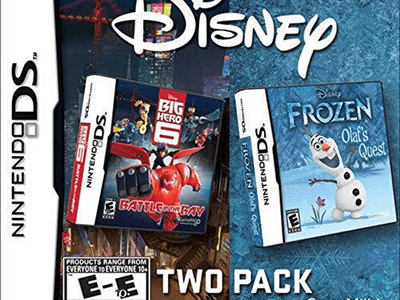 Disney
NINTENDO DS
NINTENDO DS
Disney
BIG
HERO
6
BATTLE IN THE BAY
E
NINTENDO DS
Disney
FROZEN
Olaf's
Quest
FROZEN
Olaf's Quest
E
PRODUCTS RANGE FROM
EVERYONE TO EVERYONE 10+
E-E
10+
TWO PACK